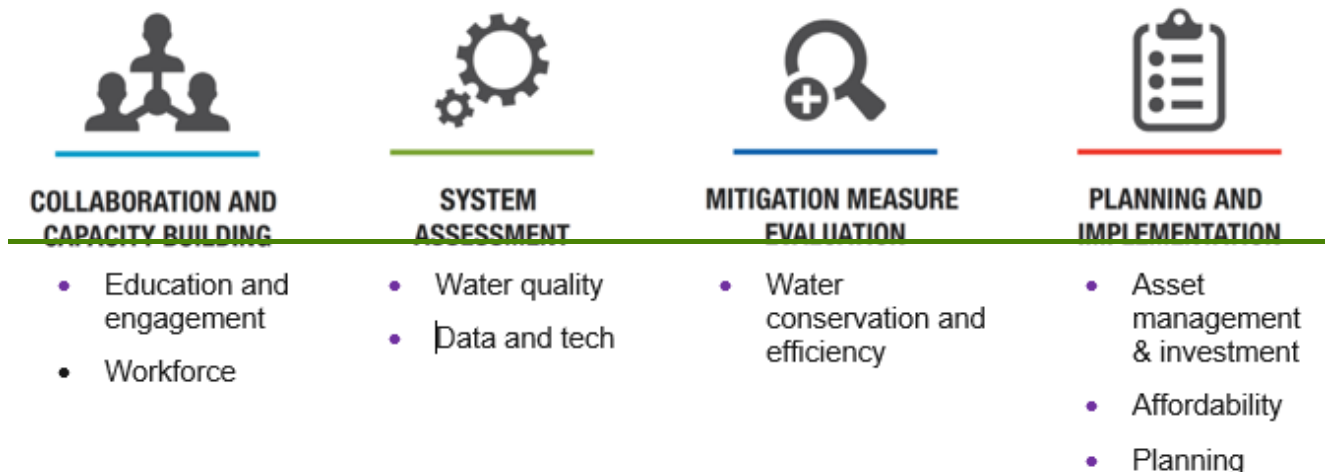 COLLABORATION AND
CAPACITY BUILDING
Education and
engagement
Workforce
SYSTEM
ASSESSMENT
Water quality
Data and tech
MITIGATION MEASURE
EVALUATION
Water
conservation and
efficiency
PLANNING AND
IMPLEMENTATION
Asset
management
& investment
Affordability
Planning